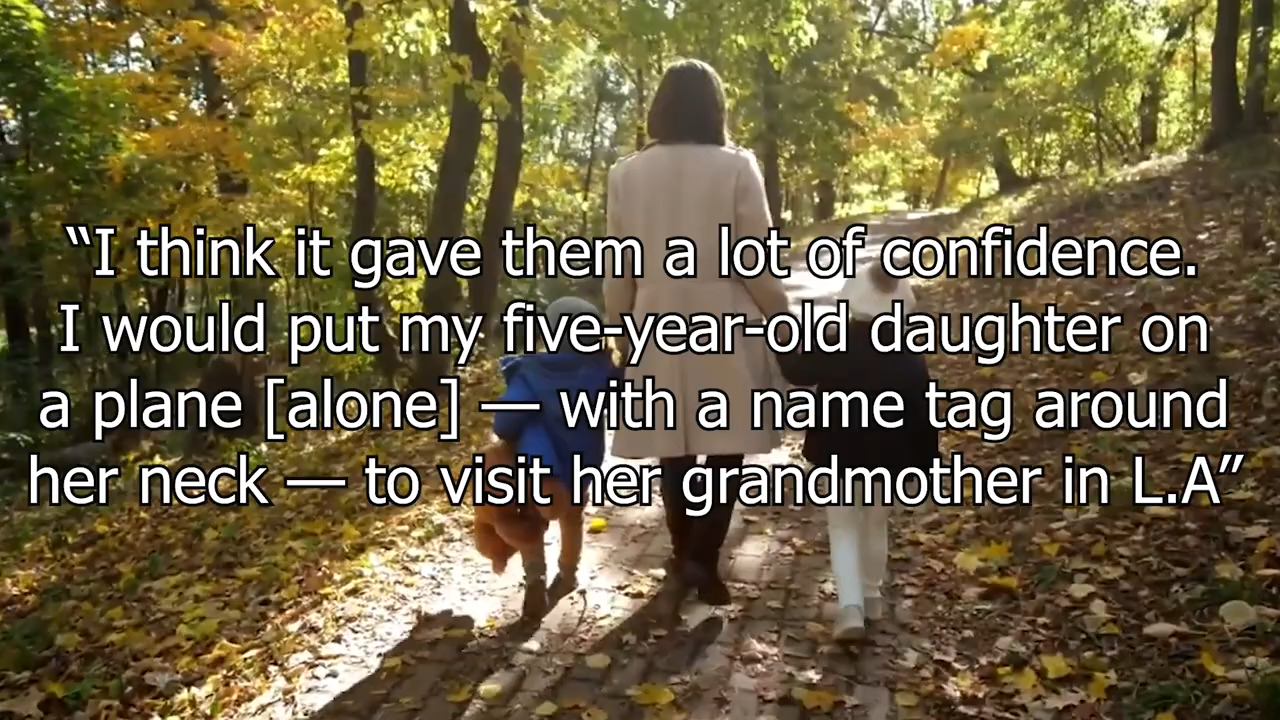 “I think it gave them a lot of confidence.
I would put my five-year-old daughter on
a plane [alone] — with a name tag around
her neck — to visit her grandmother in L.A”